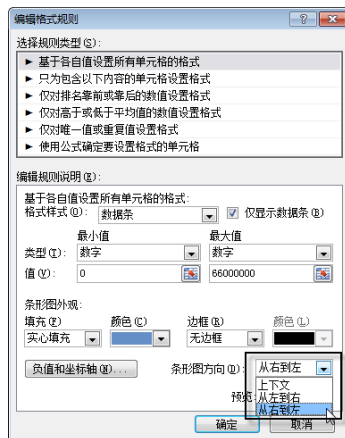 编辑格式规则
选择规则类型(S):
► 基于各自值设置所有单元格的格式
► 只为包含以下内容的单元格设置格式
► 仅对排名靠前或靠后的数值设置格式
► 仅对高于或低于平均值的数值设置格式
► 仅对唯一值或重复值设置格式
► 使用公式确定要设置格式的单元格
编辑规则说明(E):
基于各自值设置所有单元格的格式:
格式样式(O): 数据条 仅显示数据条(B)
最小值 最大值
类型(T): 数字 数字
值(V): 0 66000000
条形图外观:
填充(F) 颜色(C) 边框(R) 颜色(L)
实心填充 无边框
负值和坐标轴(N)... 条形图方向(D): 从右到左
上下文
预览: 从左到右
从右到左
确定 取消